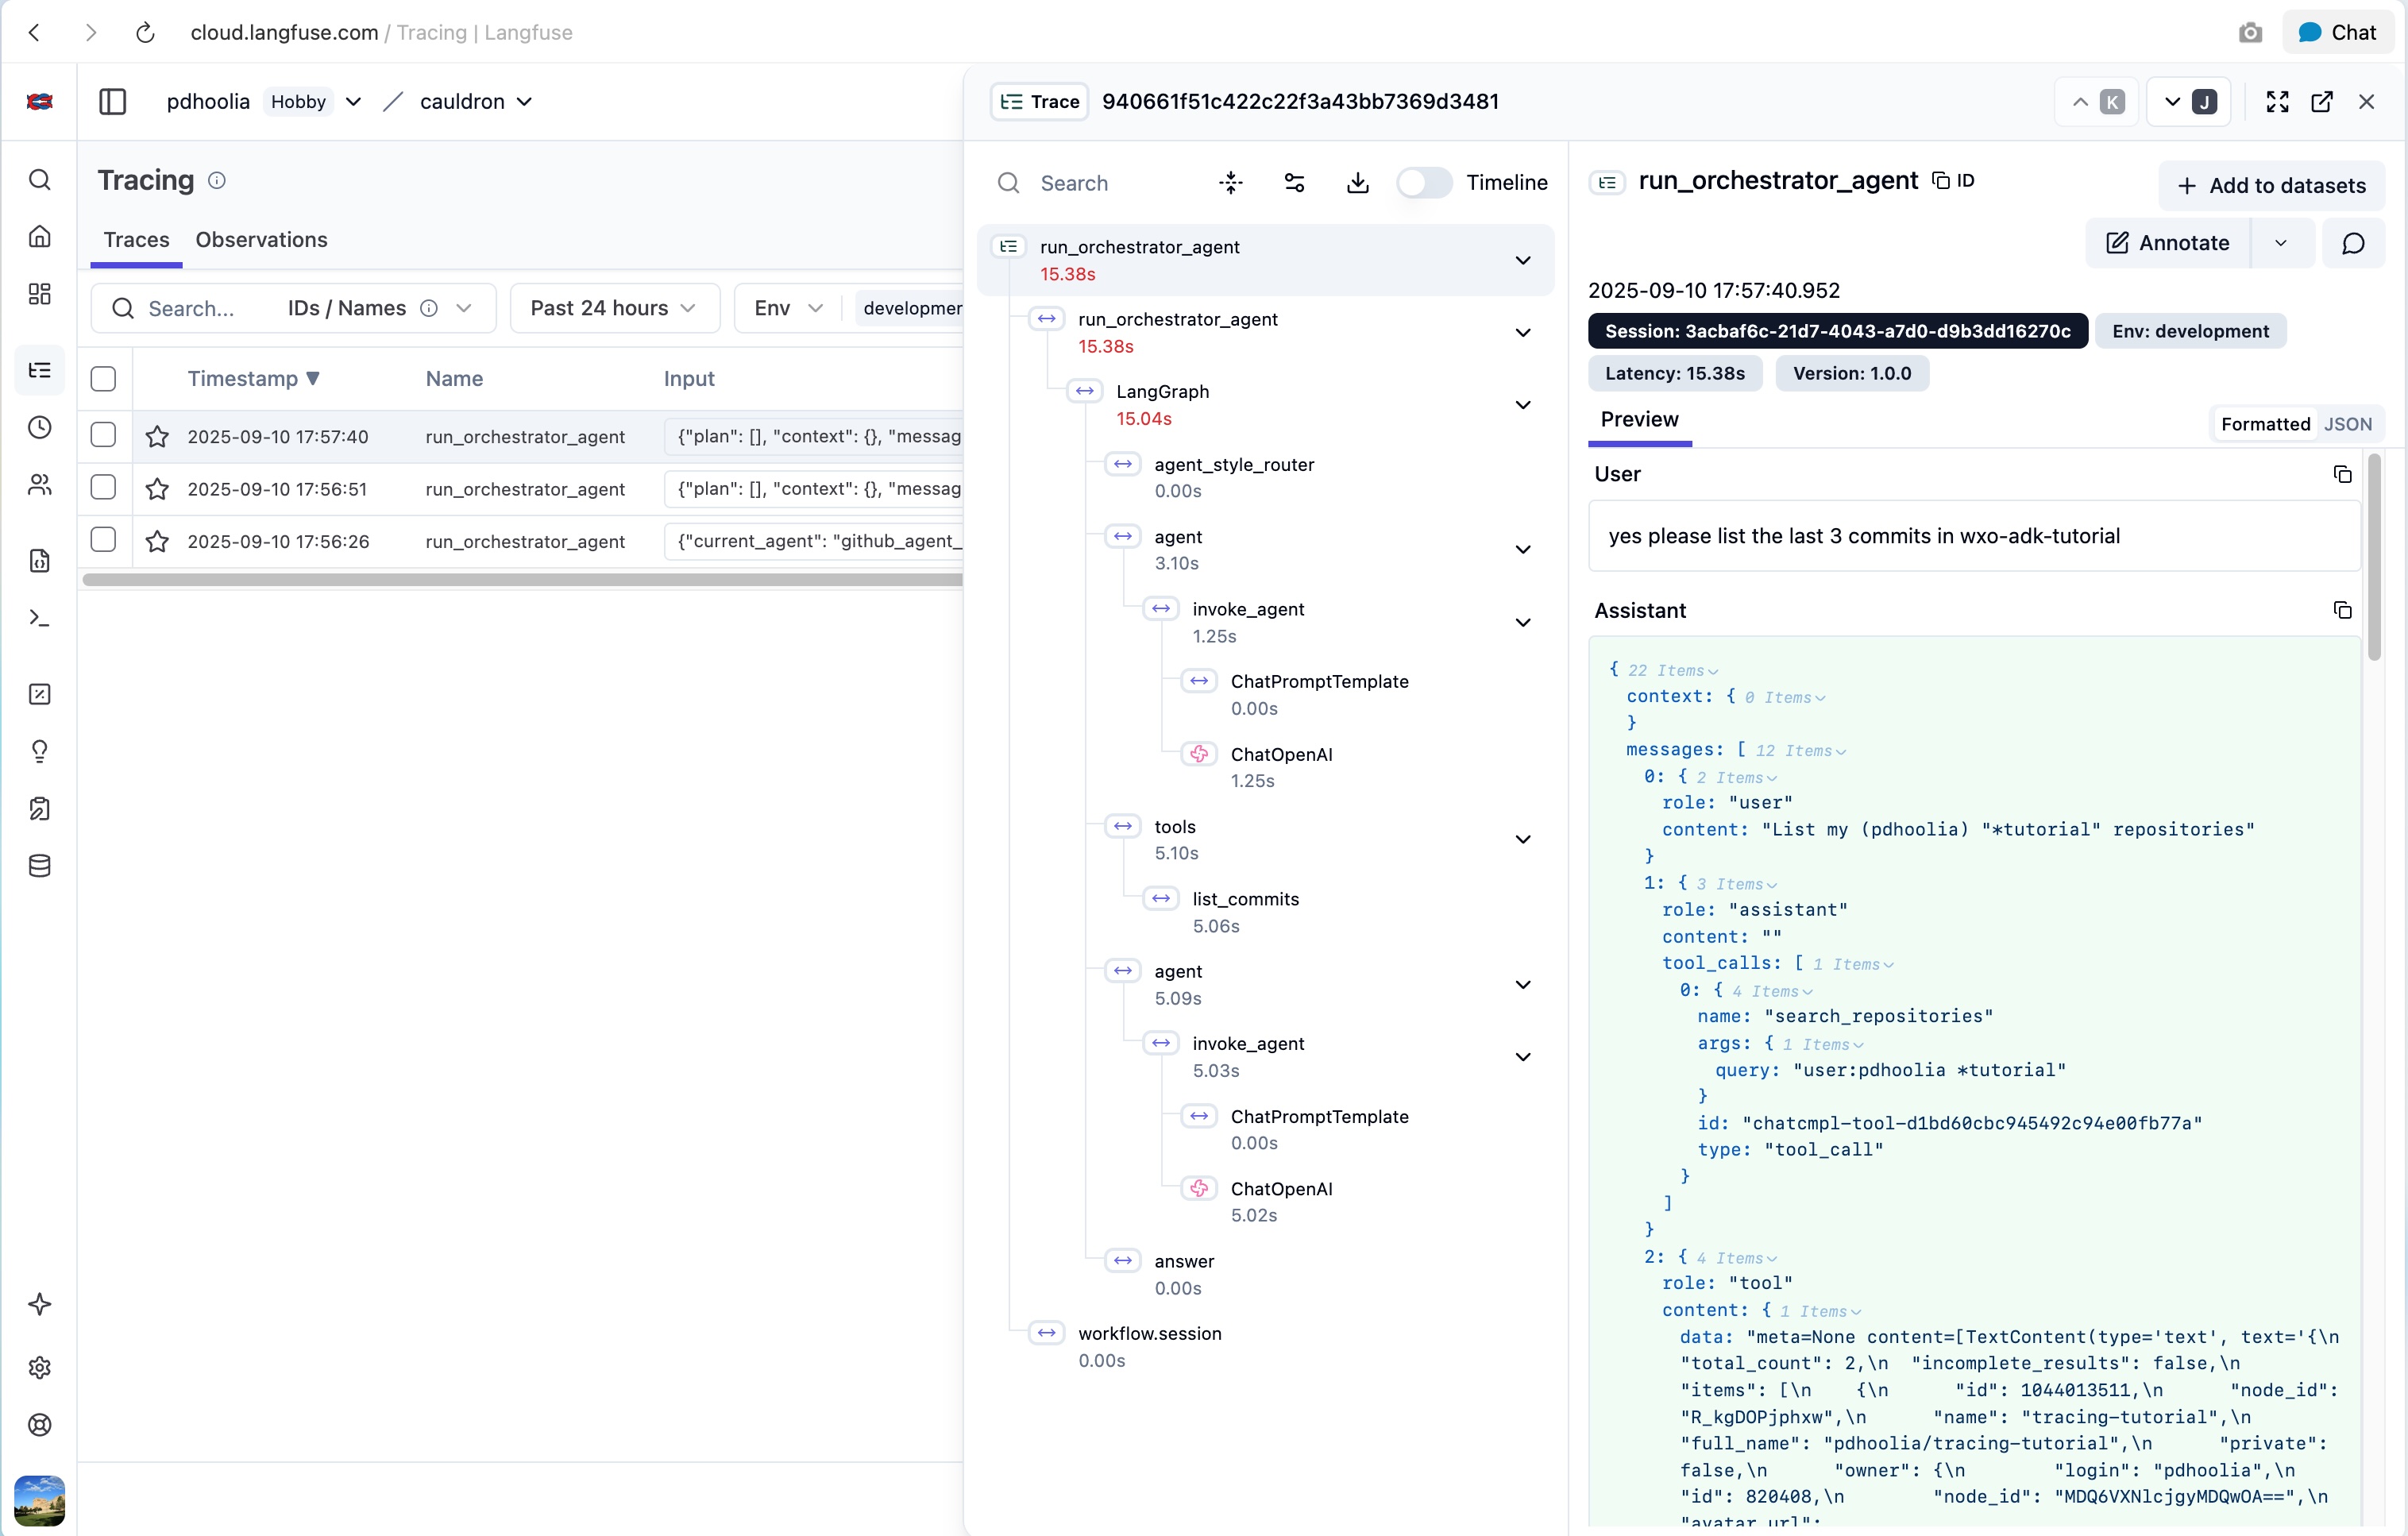 cloud.langfuse.com / Tracing | Langfuse
Chat
pdhoolia Hobby / cauldron
Tracing
Traces Observations
Search... IDs / Names Past 24 hours Env
Timestamp ▼ Name Input
2025-09-10 17:57:40 run_orchestrator_agent {"plan": [], "context": {}, "messag
2025-09-10 17:56:51 run_orchestrator_agent {"plan": [], "context": {}, "messag
2025-09-10 17:56:26 run_orchestrator_agent {"current_agent": "github_agent_
Trace 940661f51c422c22f3a43bb7369d3481
K J
Search Timeline
run_orchestrator_agent
15.38s
run_orchestrator_agent
15.38s
LangGraph
15.04s
agent_style_router
0.00s
agent
3.10s
invoke_agent
1.25s
ChatPromptTemplate
0.00s
ChatOpenAI
1.25s
tools
5.10s
list_commits
5.06s
agent
5.09s
invoke_agent
5.03s
ChatPromptTemplate
0.00s
ChatOpenAI
5.02s
answer
0.00s
workflow.session
0.00s
run_orchestrator_agent ID
+ Add to datasets
Annotate
2025-09-10 17:57:40.952
Session: 3acbaf6c-21d7-4043-a7d0-d9b3dd16270c Env: development
Latency: 15.38s Version: 1.0.0
Preview Formatted JSON
User
yes please list the last 3 commits in wxo-adk-tutorial
Assistant
{ 22 Items
context: { 0 Items
}
messages: [ 12 Items
0: { 2 Items
role: "user"
content: "List my (pdhoolia) "*tutorial" repositories"
}
1: { 3 Items
role: "assistant"
content: ""
tool_calls: [ 1 Items
0: { 4 Items
name: "search_repositories"
args: { 1 Items
query: "user:pdhoolia *tutorial"
}
id: "chatcmpl-tool-d1bd60cbc945492c94e00fb77a"
type: "tool_call"
}
]
}
2: { 4 Items
role: "tool"
content: { 1 Items
data: "meta=None content=[TextContent(type='text', text='{\n
"total_count": 2,\n "incomplete_results": false,\n
"items": [\n {\n "id": 1044013511,\n "node_id":
"R_kgDOPjphxw",\n "name": "tracing-tutorial",\n
"full_name": "pdhoolia/tracing-tutorial",\n "private":
false,\n "owner": {\n "login": "pdhoolia",\n
"id": 820408,\n "node_id": "MDQ6VXNlcjgyMDQwOA==",\n
"avatar_url":